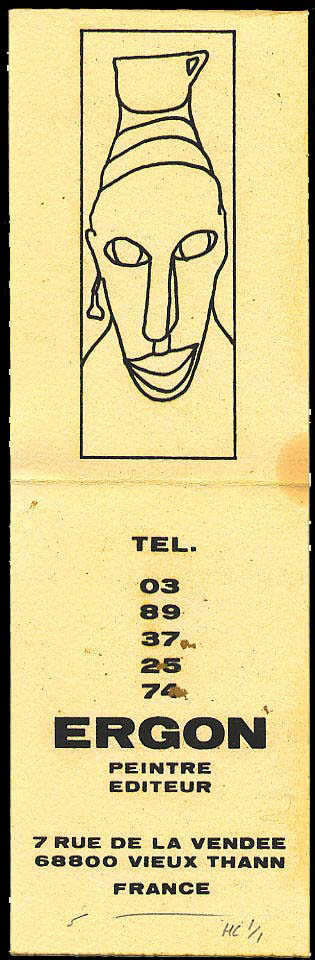 TEL.
03
89
37
25
74
ERGON
PEINTRE
EDITEUR
7 RUE DE LA VENDEE
68800 VIEUX THANN
FRANCE
HC 1/1